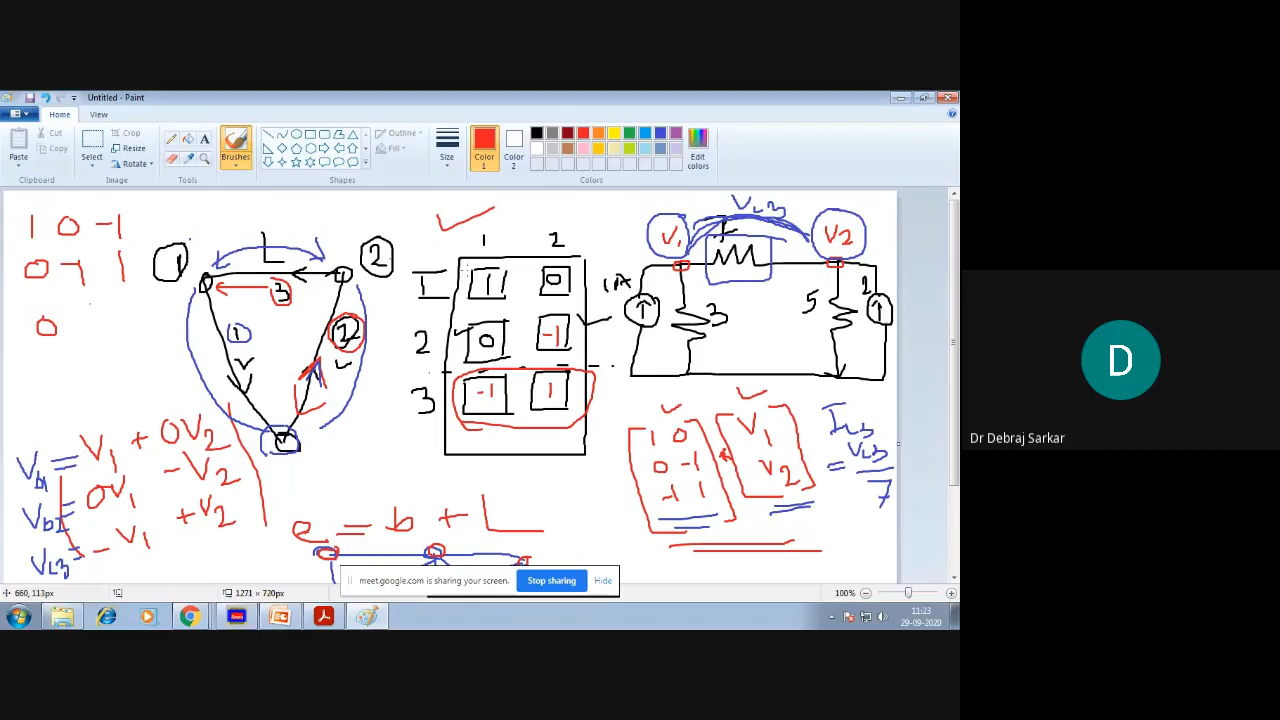 Untitled - Paint
Home
View
Paste
Cut
Copy
Clipboard
Select
Crop
Resize
Rotate
Image
Tools
Brushes
Shapes
Outline
Fill
Size
Color 1
Color 2
Edit colors
Colors
1 0 -1
0 -1 1
0
1
L
2
3
1
2
1 2
1 1 0
2 0 -1
3 -1 1
VL3
V1
V2
1A
3
5
2
1 0
0 -1
-1 1
V1
V2
IL3
= VL3
7
Vb1 = V1 + 0V2
0V1 - V2
VL3 = - V1 + V2
e = b + L
meet.google.com is sharing your screen.
Stop sharing
Hide
660, 113px
1271 × 720px
100%
11:23
29-09-2020
D
Dr Debraj Sarkar